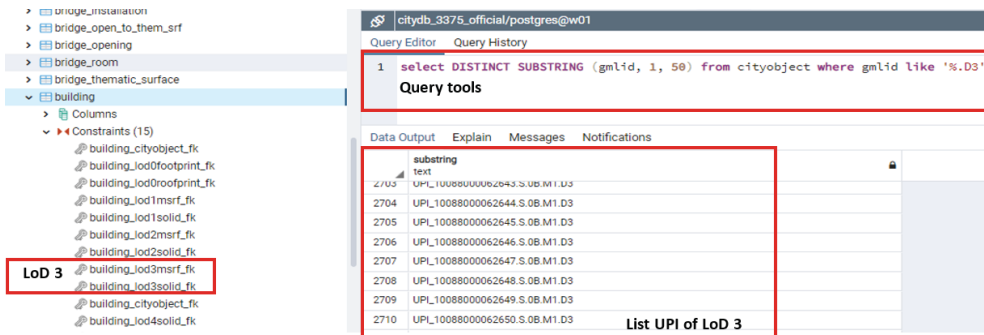 bridge_installation
bridge_open_to_them_srf
bridge_opening
bridge_room
bridge_thematic_surface
building
Columns
Constraints (15)
building_cityobject_fk
building_lod0footprint_fk
building_lod0roofprint_fk
building_lod1msrf_fk
building_lod1solid_fk
building_lod2msrf_fk
building_lod2solid_fk
LoD 3
building_lod3msrf_fk
building_lod3solid_fk
building_cityobject_fk
building_lod4solid_fk
citydb_3375_official/postgres@w01
Query Editor Query History
1 select DISTINCT SUBSTRING (gmlid, 1, 50) from cityobject where gmlid like '%.D3'
Query tools
Data Output Explain Messages Notifications
substring
text
2703 UPI_10088000062643.S.0B.M1.D3
2704 UPI_10088000062644.S.0B.M1.D3
2705 UPI_10088000062645.S.0B.M1.D3
2706 UPI_10088000062646.S.0B.M1.D3
2707 UPI_10088000062647.S.0B.M1.D3
2708 UPI_10088000062648.S.0B.M1.D3
2709 UPI_10088000062649.S.0B.M1.D3
2710 UPI_10088000062650.S.0B.M1.D3
List UPI of LoD 3